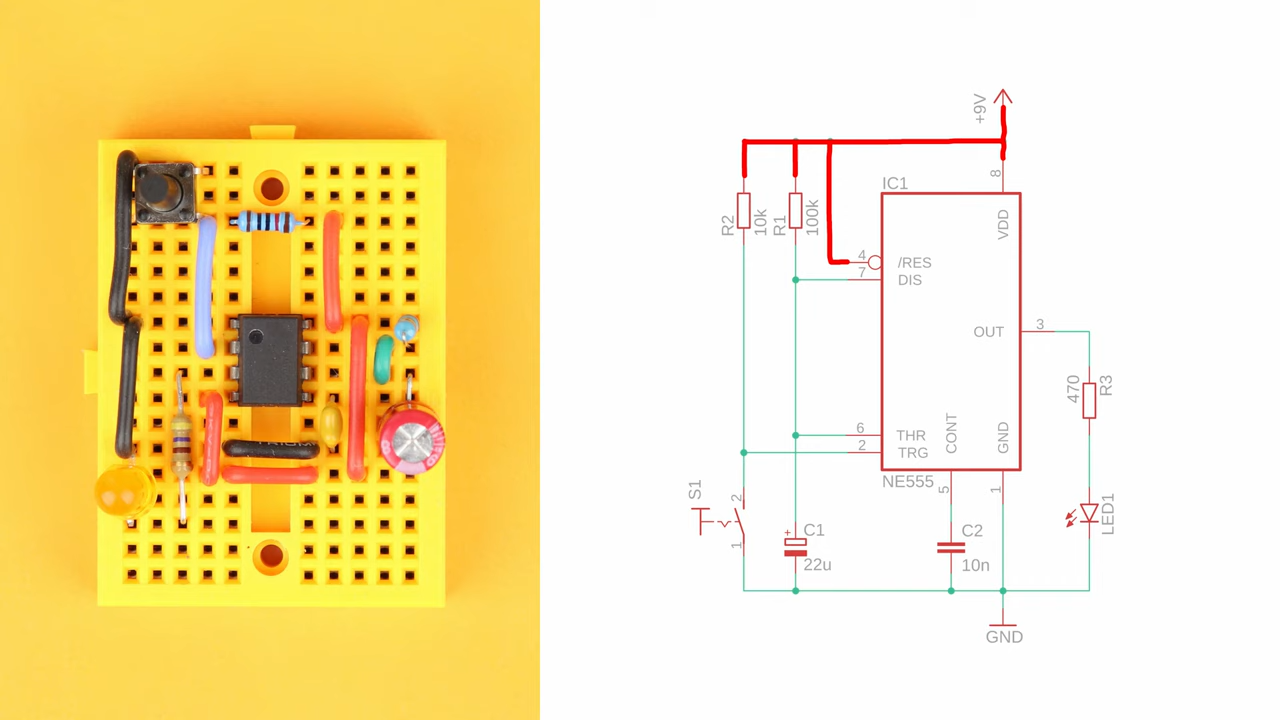 +9V
IC1
8
R2
10k
R1
100k
VDD
4
/RES
7
DIS
3
OUT
470
R3
6
THR
2
TRG
CONT
GND
NE555
5
1
S1
2
1
+
C1
22u
C2
10n
LED1
GND